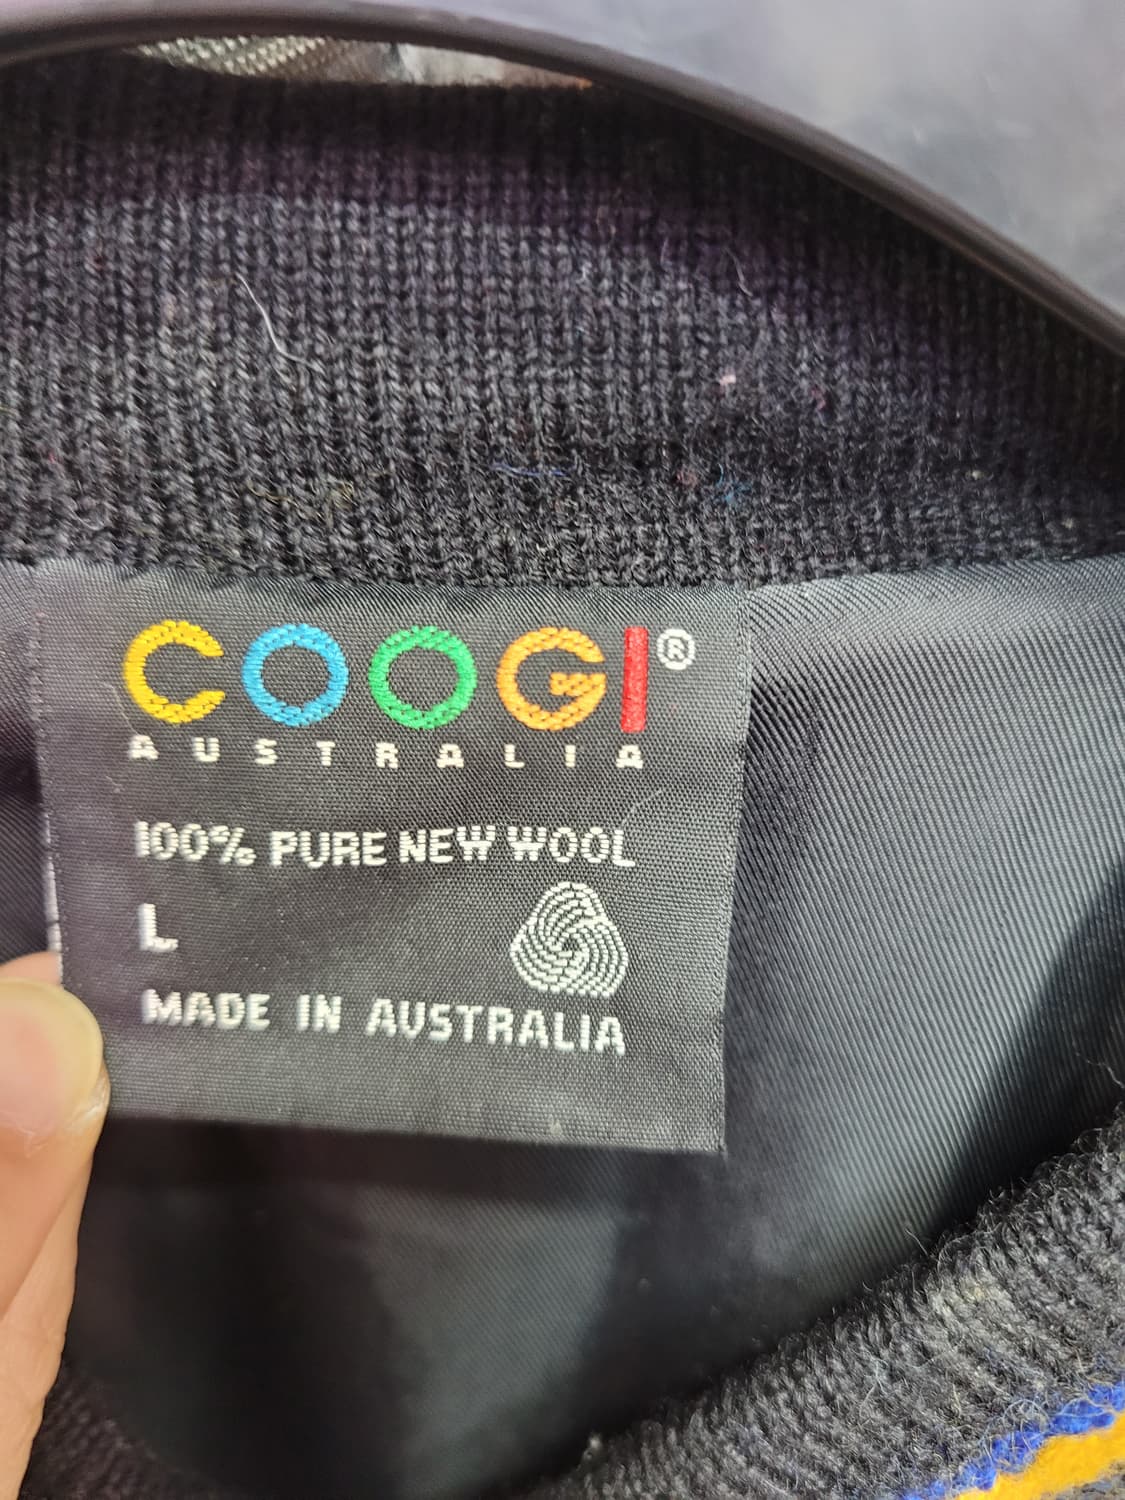 COOGI®
AUSTRALIA
100% PURE NEW WOOL
L
MADE IN AUSTRALIA